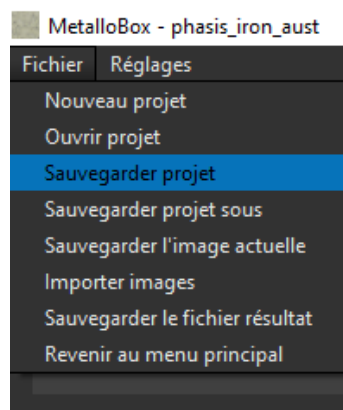 MetalloBox - phasis_iron_aust
Fichier Réglages
Nouveau projet
Ouvrir projet
Sauvegarder projet
Sauvegarder projet sous
Sauvegarder l'image actuelle
Importer images
Sauvegarder le fichier résultat
Revenir au menu principal